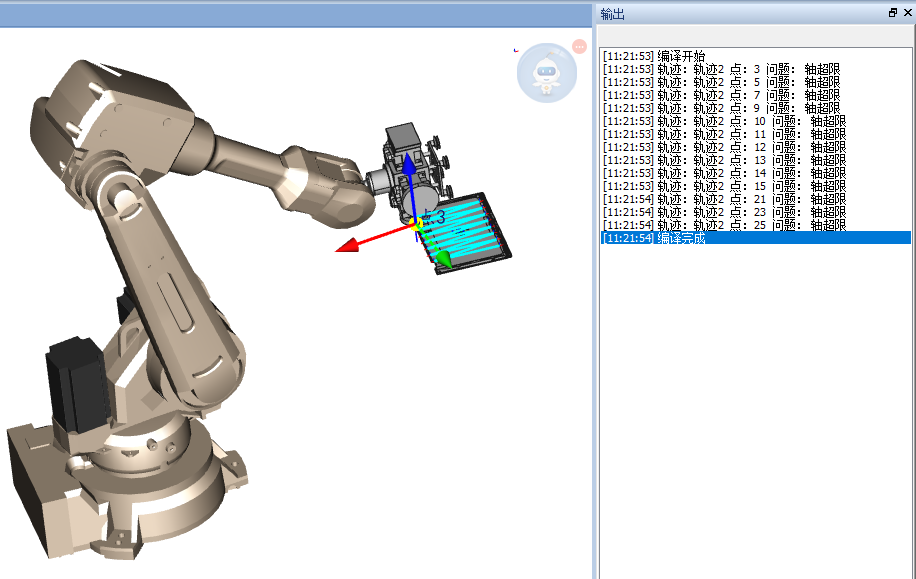 输出
[11:21:53] 编译开始
[11:21:53] 轨迹: 轨迹2 点: 3 问题: 轴超限
[11:21:53] 轨迹: 轨迹2 点: 5 问题: 轴超限
[11:21:53] 轨迹: 轨迹2 点: 7 问题: 轴超限
[11:21:53] 轨迹: 轨迹2 点: 9 问题: 轴超限
[11:21:53] 轨迹: 轨迹2 点: 10 问题: 轴超限
[11:21:53] 轨迹: 轨迹2 点: 11 问题: 轴超限
[11:21:53] 轨迹: 轨迹2 点: 12 问题: 轴超限
[11:21:53] 轨迹: 轨迹2 点: 13 问题: 轴超限
[11:21:53] 轨迹: 轨迹2 点: 14 问题: 轴超限
[11:21:53] 轨迹: 轨迹2 点: 15 问题: 轴超限
[11:21:54] 轨迹: 轨迹2 点: 21 问题: 轴超限
[11:21:54] 轨迹: 轨迹2 点: 23 问题: 轴超限
[11:21:54] 轨迹: 轨迹2 点: 25 问题: 轴超限
[11:21:54] 编译完成